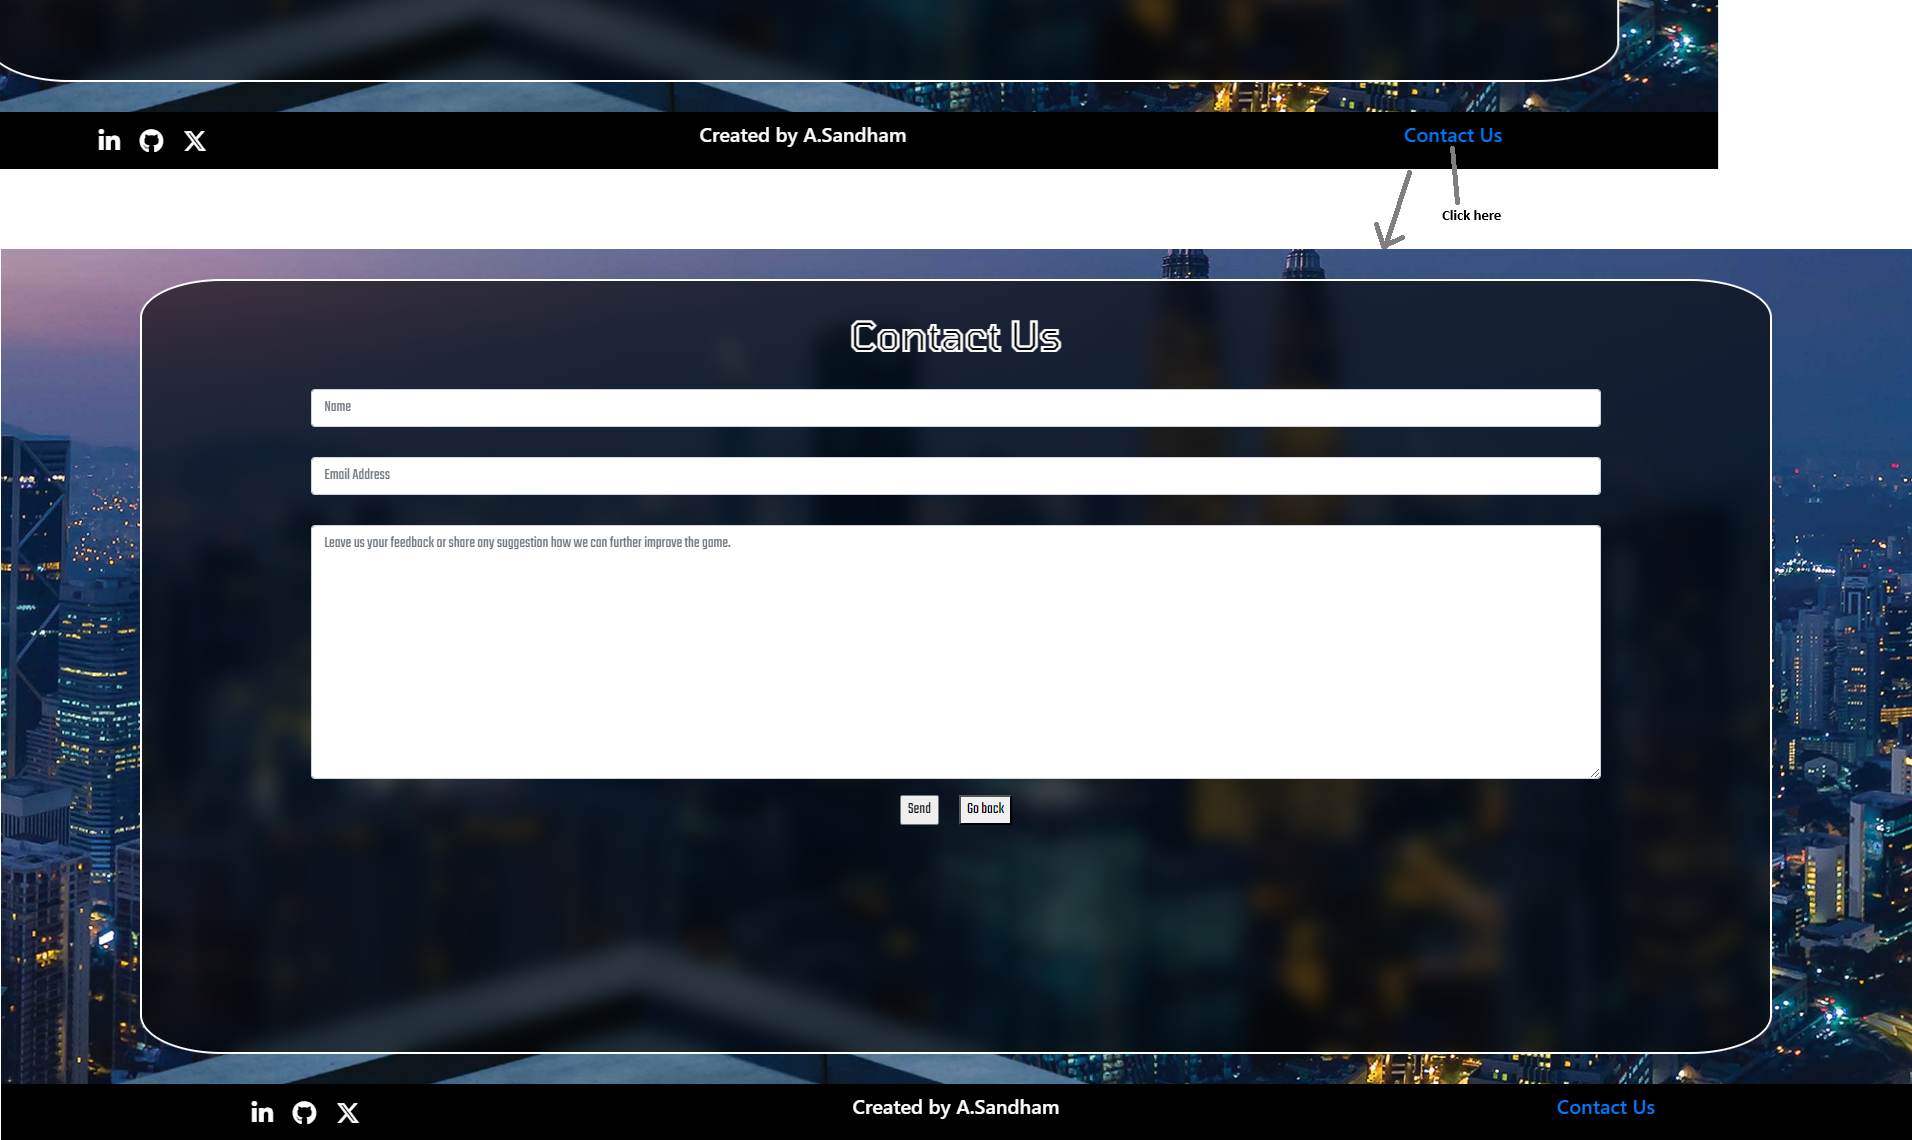 Created by A.Sandham
Contact Us
Click here
Contact Us
Name
Email Address
Leave us your feedback or share any suggestion how we can further improve the game.
Send
Go back
Created by A.Sandham
Contact Us